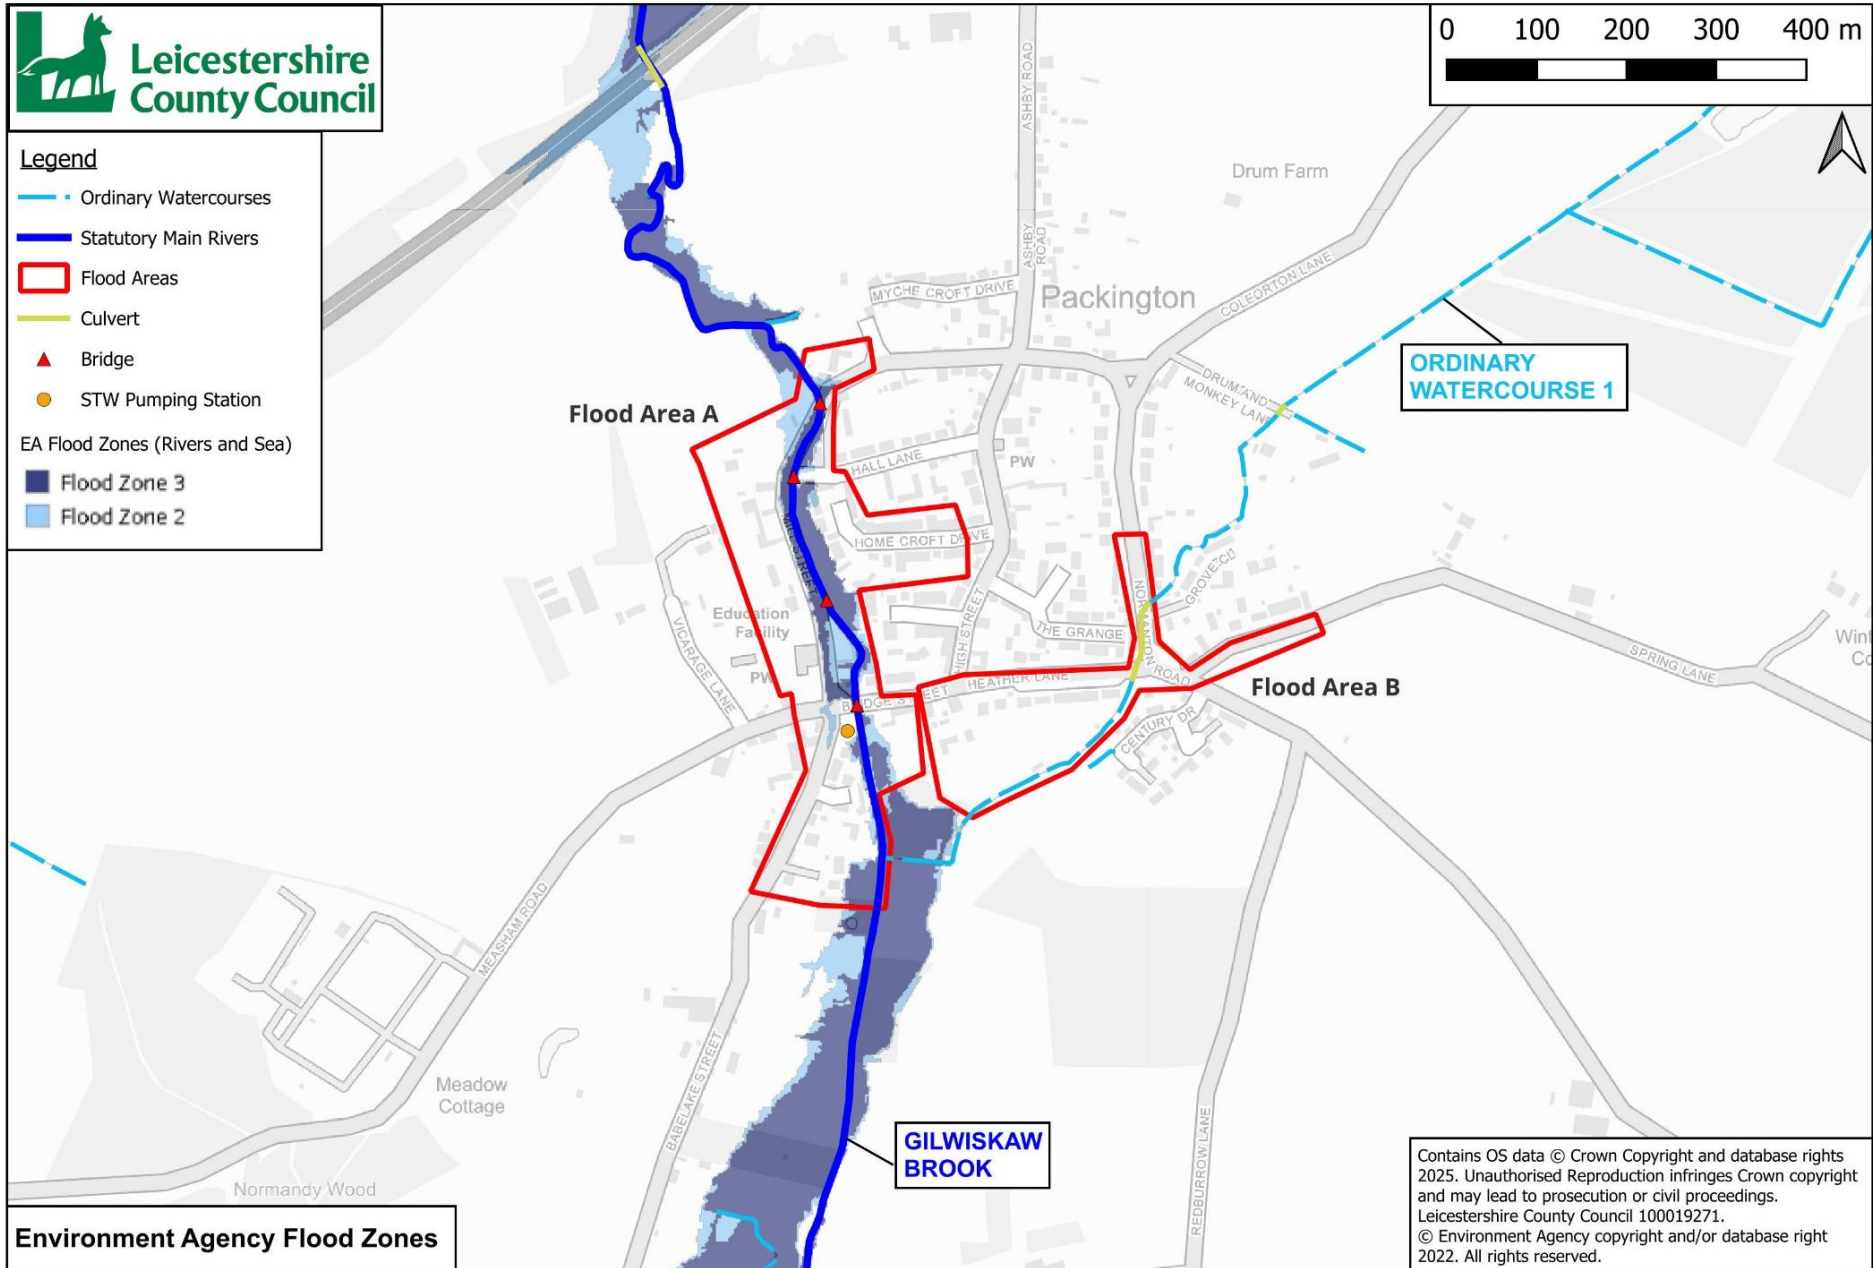 Leicestershire
County Council
Legend
Ordinary Watercourses
Statutory Main Rivers
Flood Areas
Culvert
Bridge
STW Pumping Station
EA Flood Zones (Rivers and Sea)
Flood Zone 3
Flood Zone 2
0 100 200 300 400 m
ASHBY ROAD
ASHBY
ROAD
Drum Farm
MYCHE CROFT DRIVE
Packington
COLEORTON LANE
ORDINARY
WATERCOURSE 1
DRUM AND
MONKEY LANE
Flood Area A
HALL LANE
PW
MILL STREET
HOME CROFT DRIVE
GROVE CL
NORMANTON ROAD
Education
Facility
PW
VICARAGE LANE
HIGH STREET
THE GRANGE
HEATHER LANE
BRIDGE STREET
Flood Area B
SPRING LANE
CENTURY DR
MEASHAM ROAD
Meadow
Cottage
BABELAKE STREET
REDBURROW LANE
GILWISKAW
BROOK
Normandy Wood
Environment Agency Flood Zones
Contains OS data © Crown Copyright and database rights
2025. Unauthorised Reproduction infringes Crown copyright
and may lead to prosecution or civil proceedings.
Leicestershire County Council 100019271.
© Environment Agency copyright and/or database right
2022. All rights reserved.